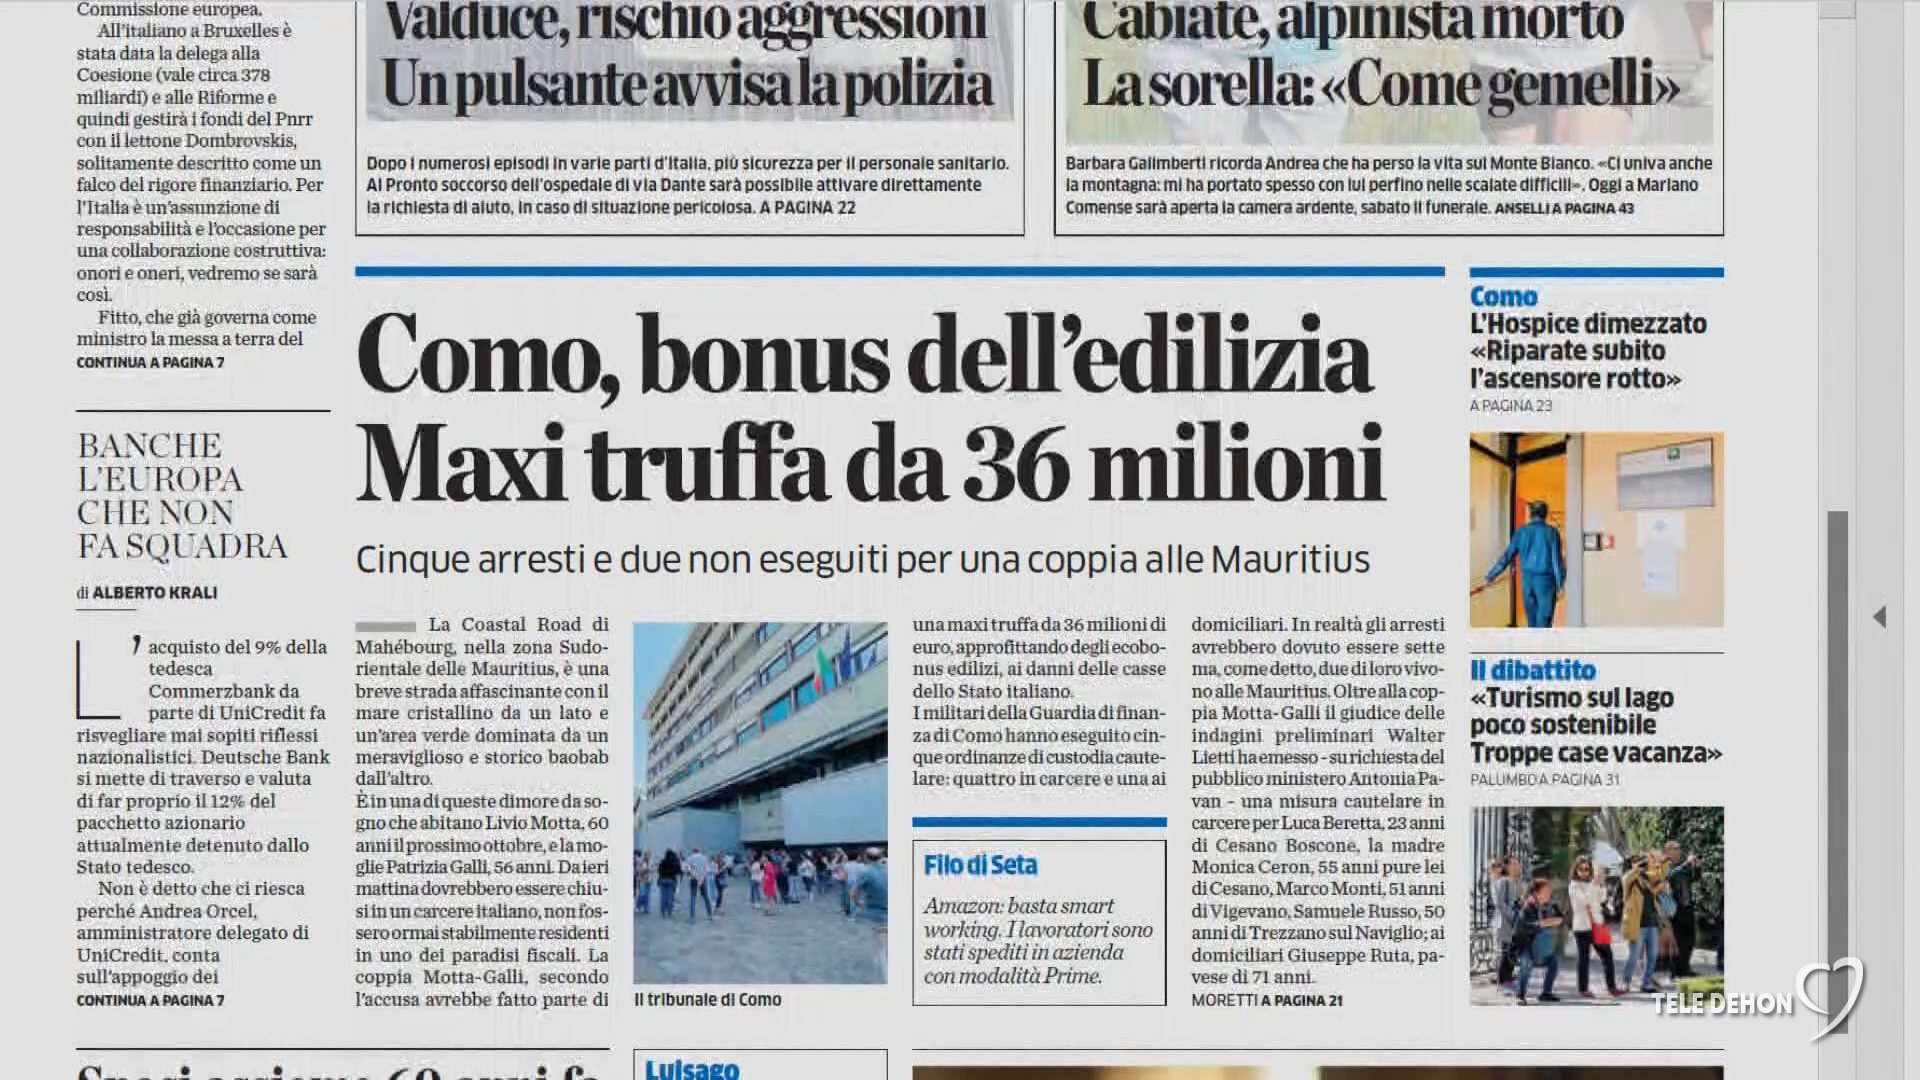 Commissione europea.
All'italiano a Bruxelles è
stata data la delega alla
Coesione (vale circa 378
miliardi) e alle Riforme e
quindi gestirà i fondi del Pnrr
con il lettone Dombrovskis,
solitamente descritto come un
falco del rigore finanziario. Per
l'Italia è un'assunzione di
responsabilità e l'occasione per
una collaborazione costruttiva:
onori e oneri, vedremo se sarà
così.
Fitto, che già governa come
ministro la messa a terra del
CONTINUA A PAGINA 7
BANCHE
L'EUROPA
CHE NON
FA SQUADRA
di ALBERTO KRALI
L'acquisto del 9% della
tedesca
Commerzbank da
parte di UniCredit fa
risvegliare mai sopiti riflessi
nazionalistici. Deutsche Bank
si mette di traverso e valuta
di far proprio il 12% del
pacchetto azionario
attualmente detenuto dallo
Stato tedesco.
Non è detto che ci riesca
perché Andrea Orcel,
amministratore delegato di
UniCredit, conta
sull'appoggio dei
CONTINUA A PAGINA 7
Valduce, rischio aggressioni
Un pulsante avvisa la polizia
Dopo i numerosi episodi in varie parti d'Italia, più sicurezza per il personale sanitario.
Al Pronto soccorso dell'ospedale di via Dante sarà possibile attivare direttamente
la richiesta di aiuto, in caso di situazione pericolosa. A PAGINA 22
Cabiate, alpinista morto
La sorella: «Come gemelli»
Barbara Galimberti ricorda Andrea che ha perso la vita sul Monte Bianco. «Ci univa anche
la montagna: mi ha portato spesso con lui perfino nelle scalate difficili». Oggi a Mariano
Comense sarà aperta la camera ardente, sabato il funerale. ANSELLI A PAGINA 43
Como, bonus dell'edilizia
Maxi truffa da 36 milioni
Cinque arresti e due non eseguiti per una coppia alle Mauritius
La Coastal Road di
Mahébourg, nella zona Sudo-
rientale delle Mauritius, è una
breve strada affascinante con il
mare cristallino da un lato e
un'area verde dominata da un
meraviglioso e storico baobab
dall'altro.
È in una di queste dimore da so-
gno che abitano Livio Motta, 60
anni il prossimo ottobre, e la mo-
glie Patrizia Galli, 56 anni. Da ieri
mattina dovrebbero essere chiu-
si in un carcere italiano, non fos-
sero ormai stabilmente residenti
in uno dei paradisi fiscali. La
coppia Motta-Galli, secondo
l'accusa avrebbe fatto parte di
Il tribunale di Como
una maxi truffa da 36 milioni di
euro, approfittando degli ecobo-
nus edilizi, ai danni delle casse
dello Stato italiano.
I militari della Guardia di finan-
za di Como hanno eseguito cin-
que ordinanze di custodia caute-
lare: quattro in carcere e una ai
Filo di Seta
Amazon: basta smart
working. I lavoratori sono
stati spediti in azienda
con modalità Prime.
domiciliari. In realtà gli arresti
avrebbero dovuto essere sette
ma, come detto, due di loro vivo-
no alle Mauritius. Oltre alla cop-
pia Motta-Galli il giudice delle
indagini preliminari Walter
Lietti ha emesso - su richiesta del
pubblico ministero Antonia Pa-
van - una misura cautelare in
carcere per Luca Beretta, 23 anni
di Cesano Boscone, la madre
Monica Ceron, 55 anni pure lei
di Cesano, Marco Monti, 51 anni
di Vigevano, Samuele Russo, 50
anni di Trezzano sul Naviglio; ai
domiciliari Giuseppe Ruta, pa-
vese di 71 anni.
MORETTI A PAGINA 21
Como
L'Hospice dimezzato
«Riparate subito
l'ascensore rotto»
A PAGINA 23
Il dibattito
«Turismo sul lago
poco sostenibile
Troppe case vacanza»
PALUMBO A PAGINA 31
TELE DEHON
Luisago